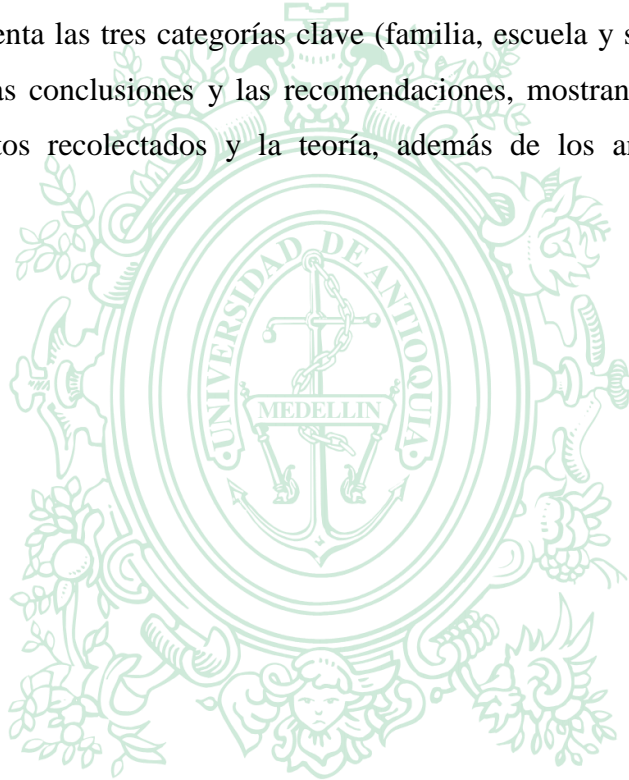 enta las tres categorías clave (familia, escuela y s
as conclusiones y las recomendaciones, mostran
tos recolectados y la teoría, además de los a
UNIVERSIDAD DE ANTIOQUIA
MEDELLIN